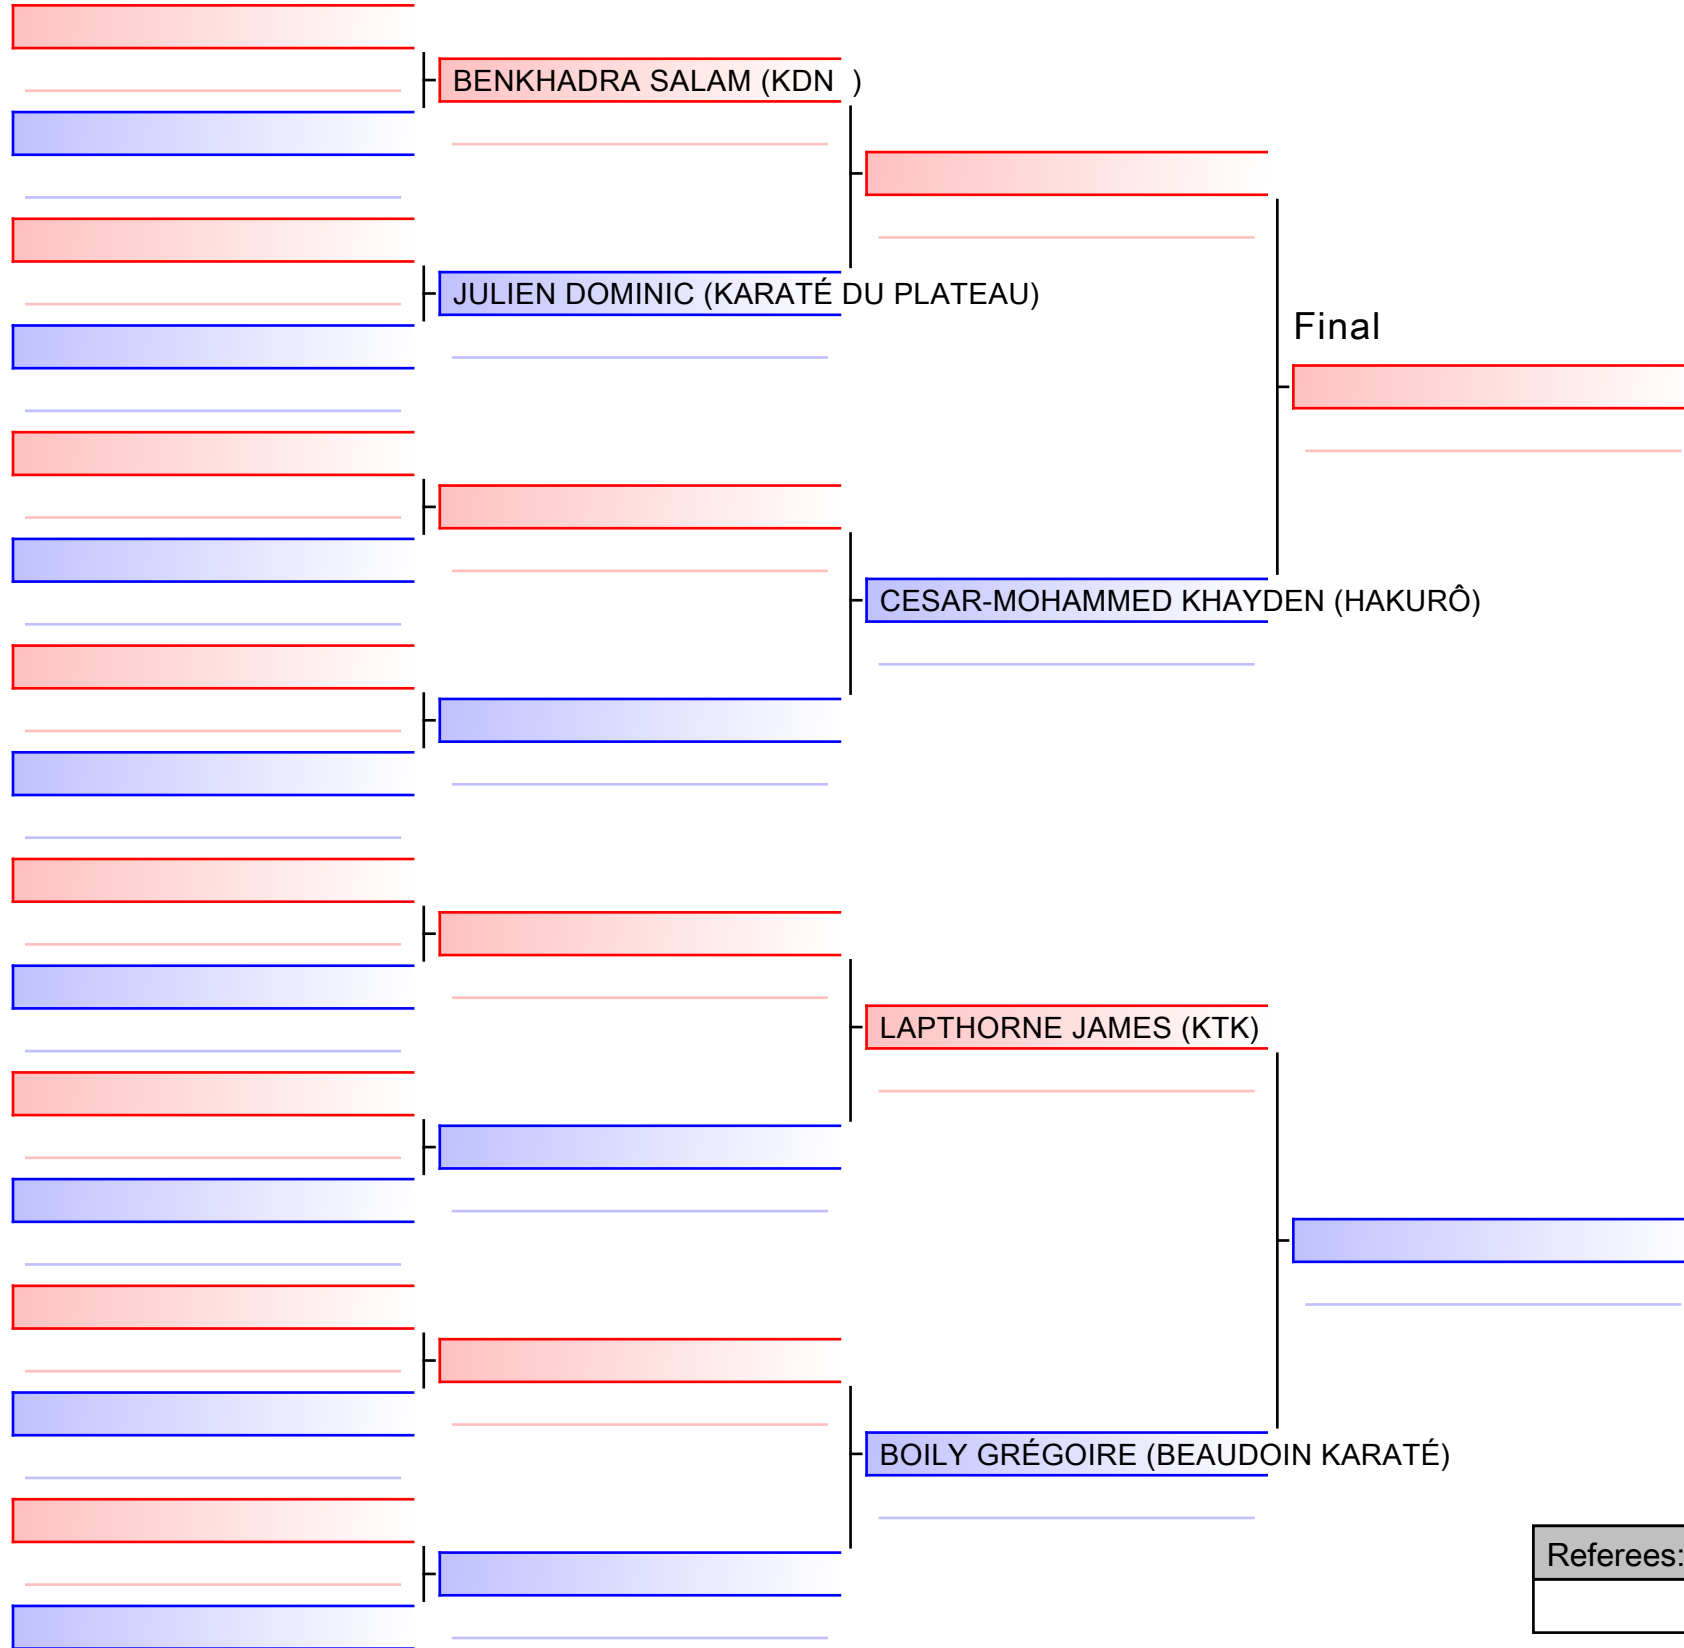 BENKHADRA SALAM (KDN  )
JULIEN DOMINIC (KARATÉ DU PLATEAU)
Final
CESAR-MOHAMMED KHAYDEN (HAKURÔ)
LAPTHORNE JAMES (KTK)
BOILY GRÉGOIRE (BEAUDOIN KARATÉ)
Referees: